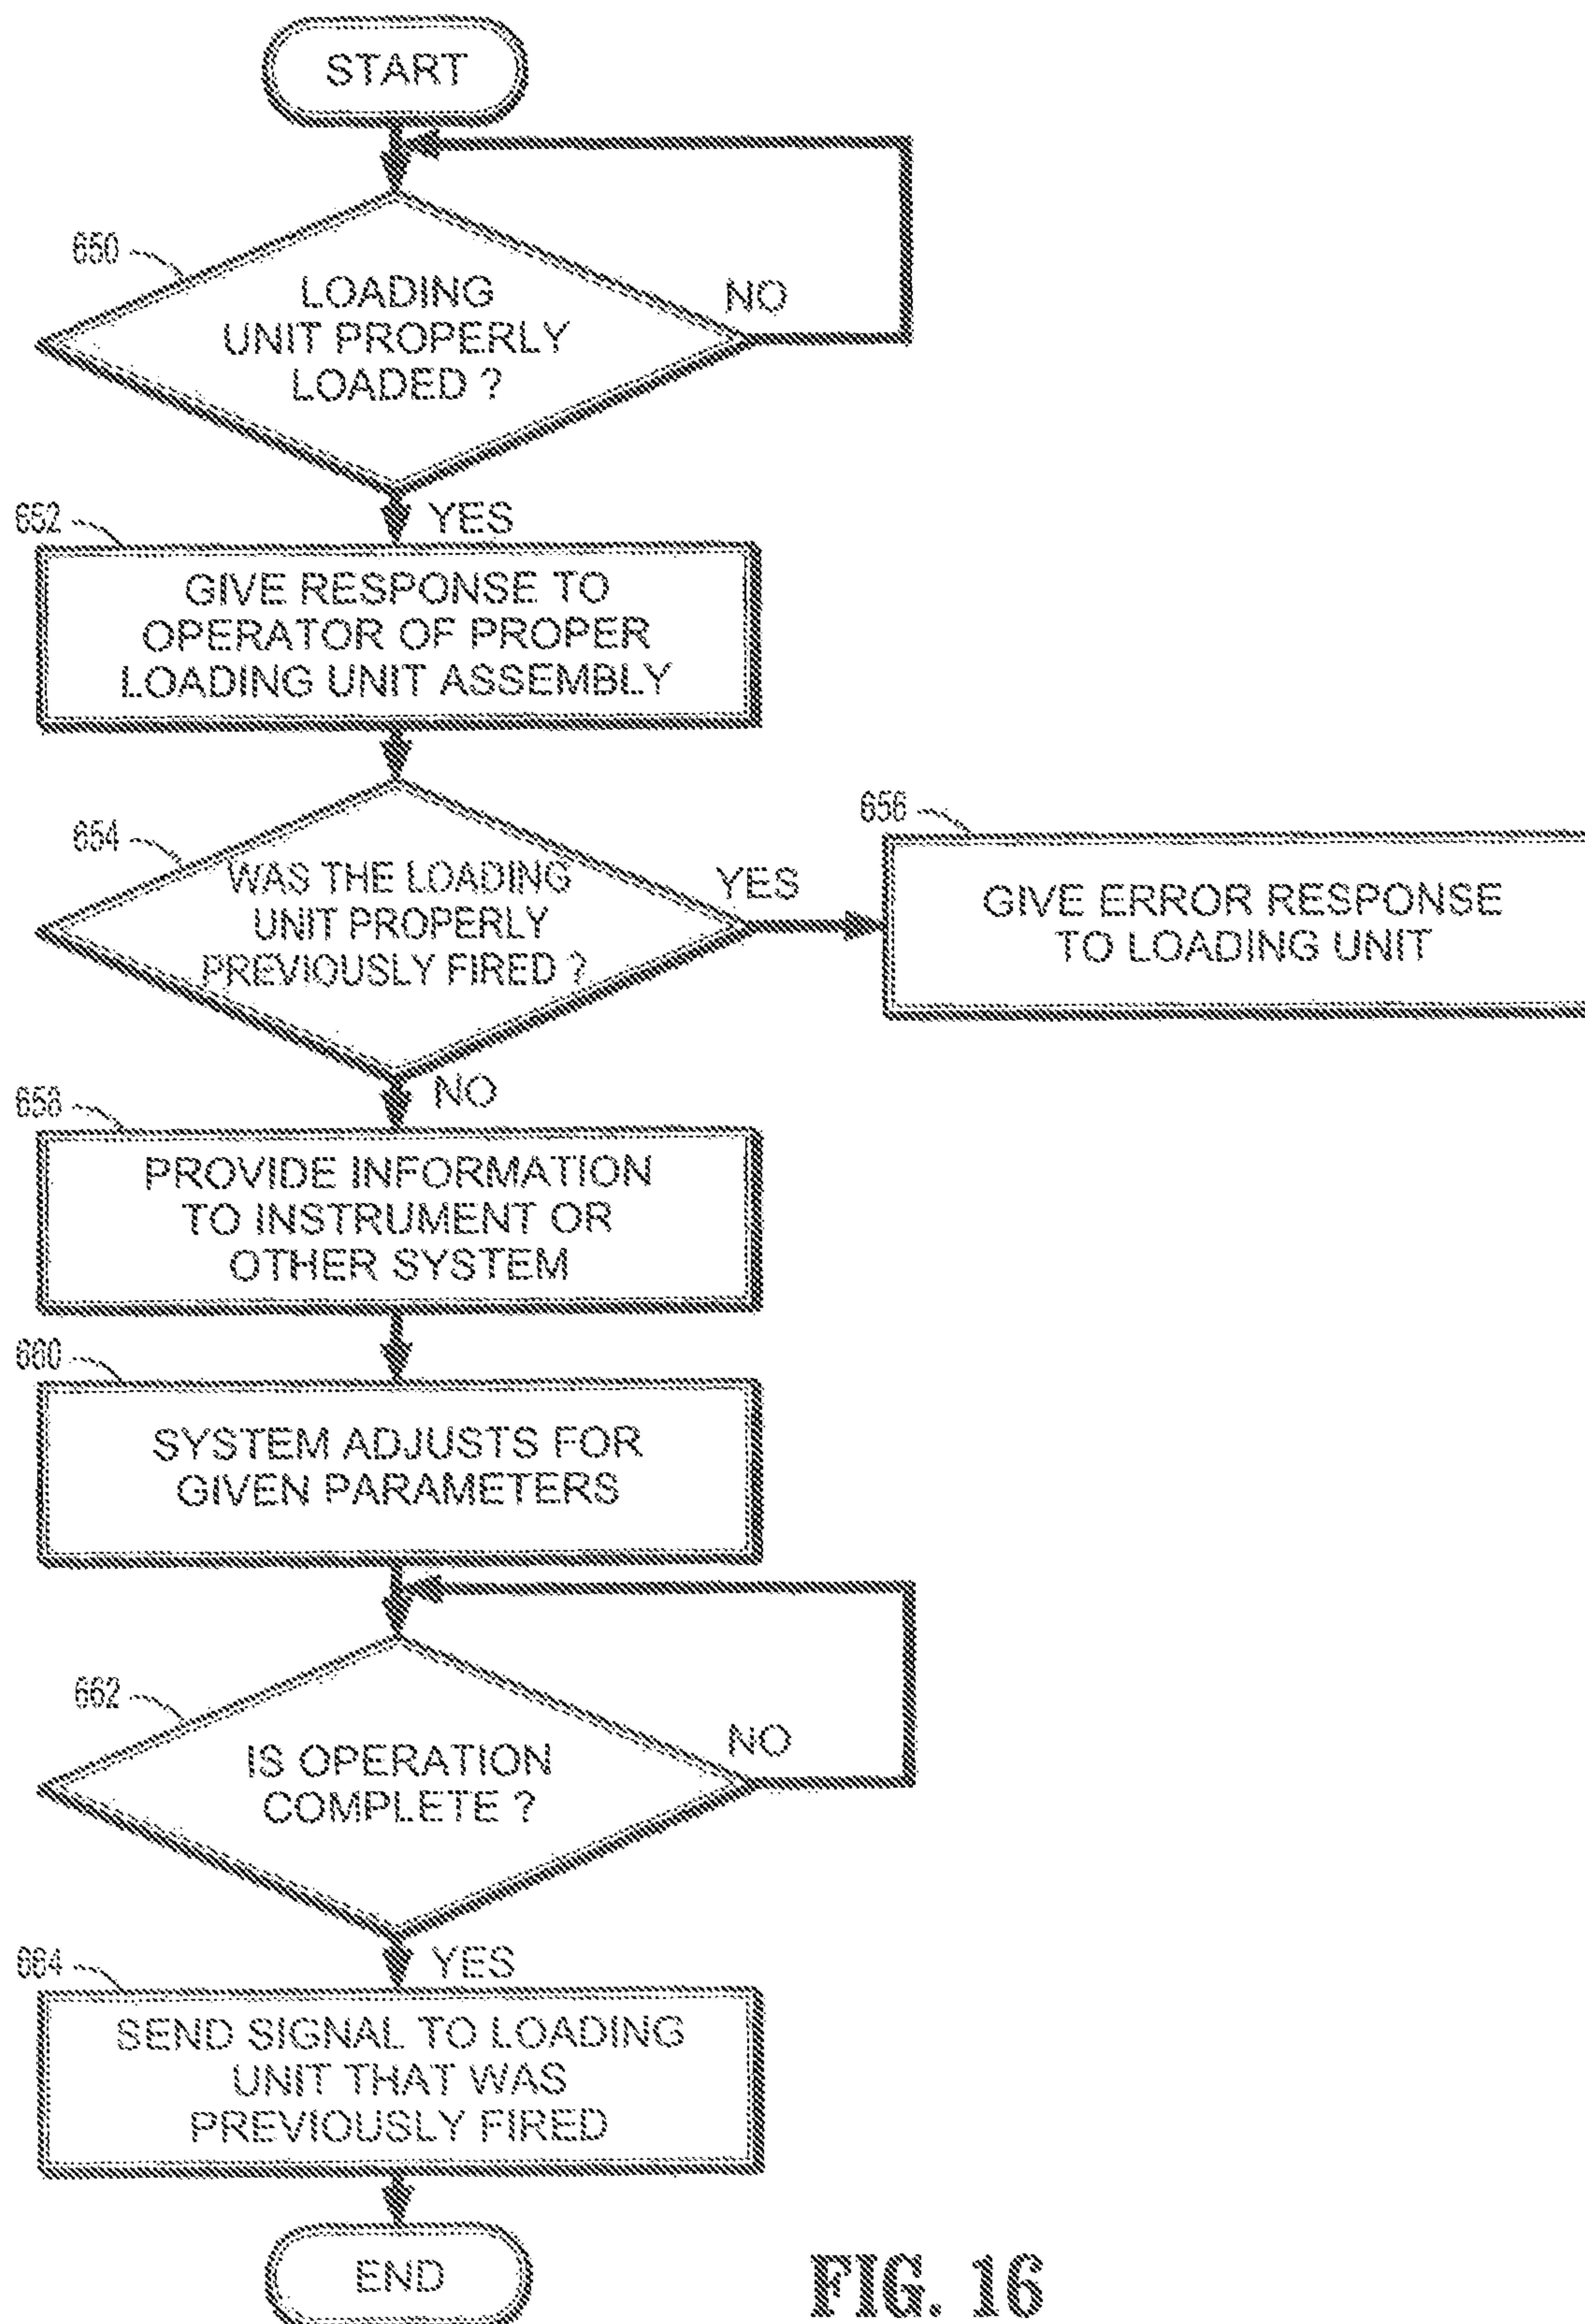 START
650
LOADING
UNIT PROPERLY
LOADED ?
NO
YES
652
GIVE RESPONSE TO
OPERATOR OF PROPER
LOADING UNIT ASSEMBLY
654
WAS THE LOADING
UNIT PROPERLY
PREVIOUSLY FIRED ?
YES
656
GIVE ERROR RESPONSE
TO LOADING UNIT
NO
658
PROVIDE INFORMATION
TO INSTRUMENT OR
OTHER SYSTEM
660
SYSTEM ADJUSTS FOR
GIVEN PARAMETERS
662
IS OPERATION
COMPLETE ?
NO
YES
664
SEND SIGNAL TO LOADING
UNIT THAT WAS
PREVIOUSLY FIRED
END
FIG. 16